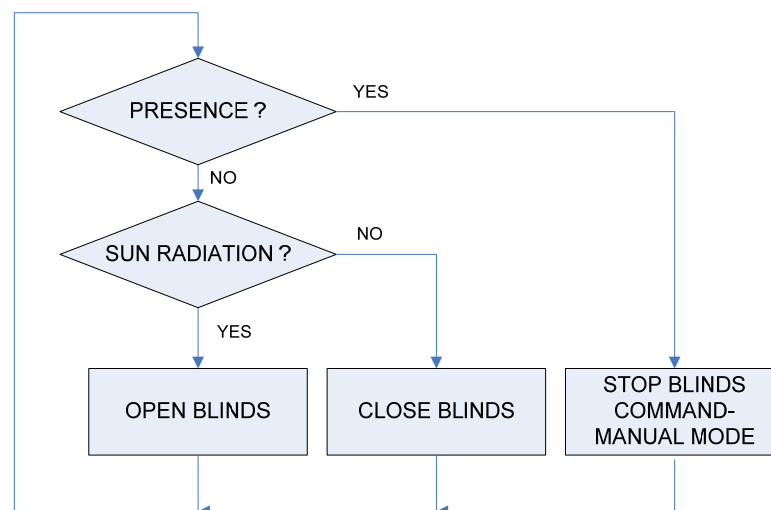 PRESENCE ?
YES
NO
SUN RADIATION ?
NO
YES
OPEN BLINDS
CLOSE BLINDS
STOP BLINDS
COMMAND-
MANUAL MODE